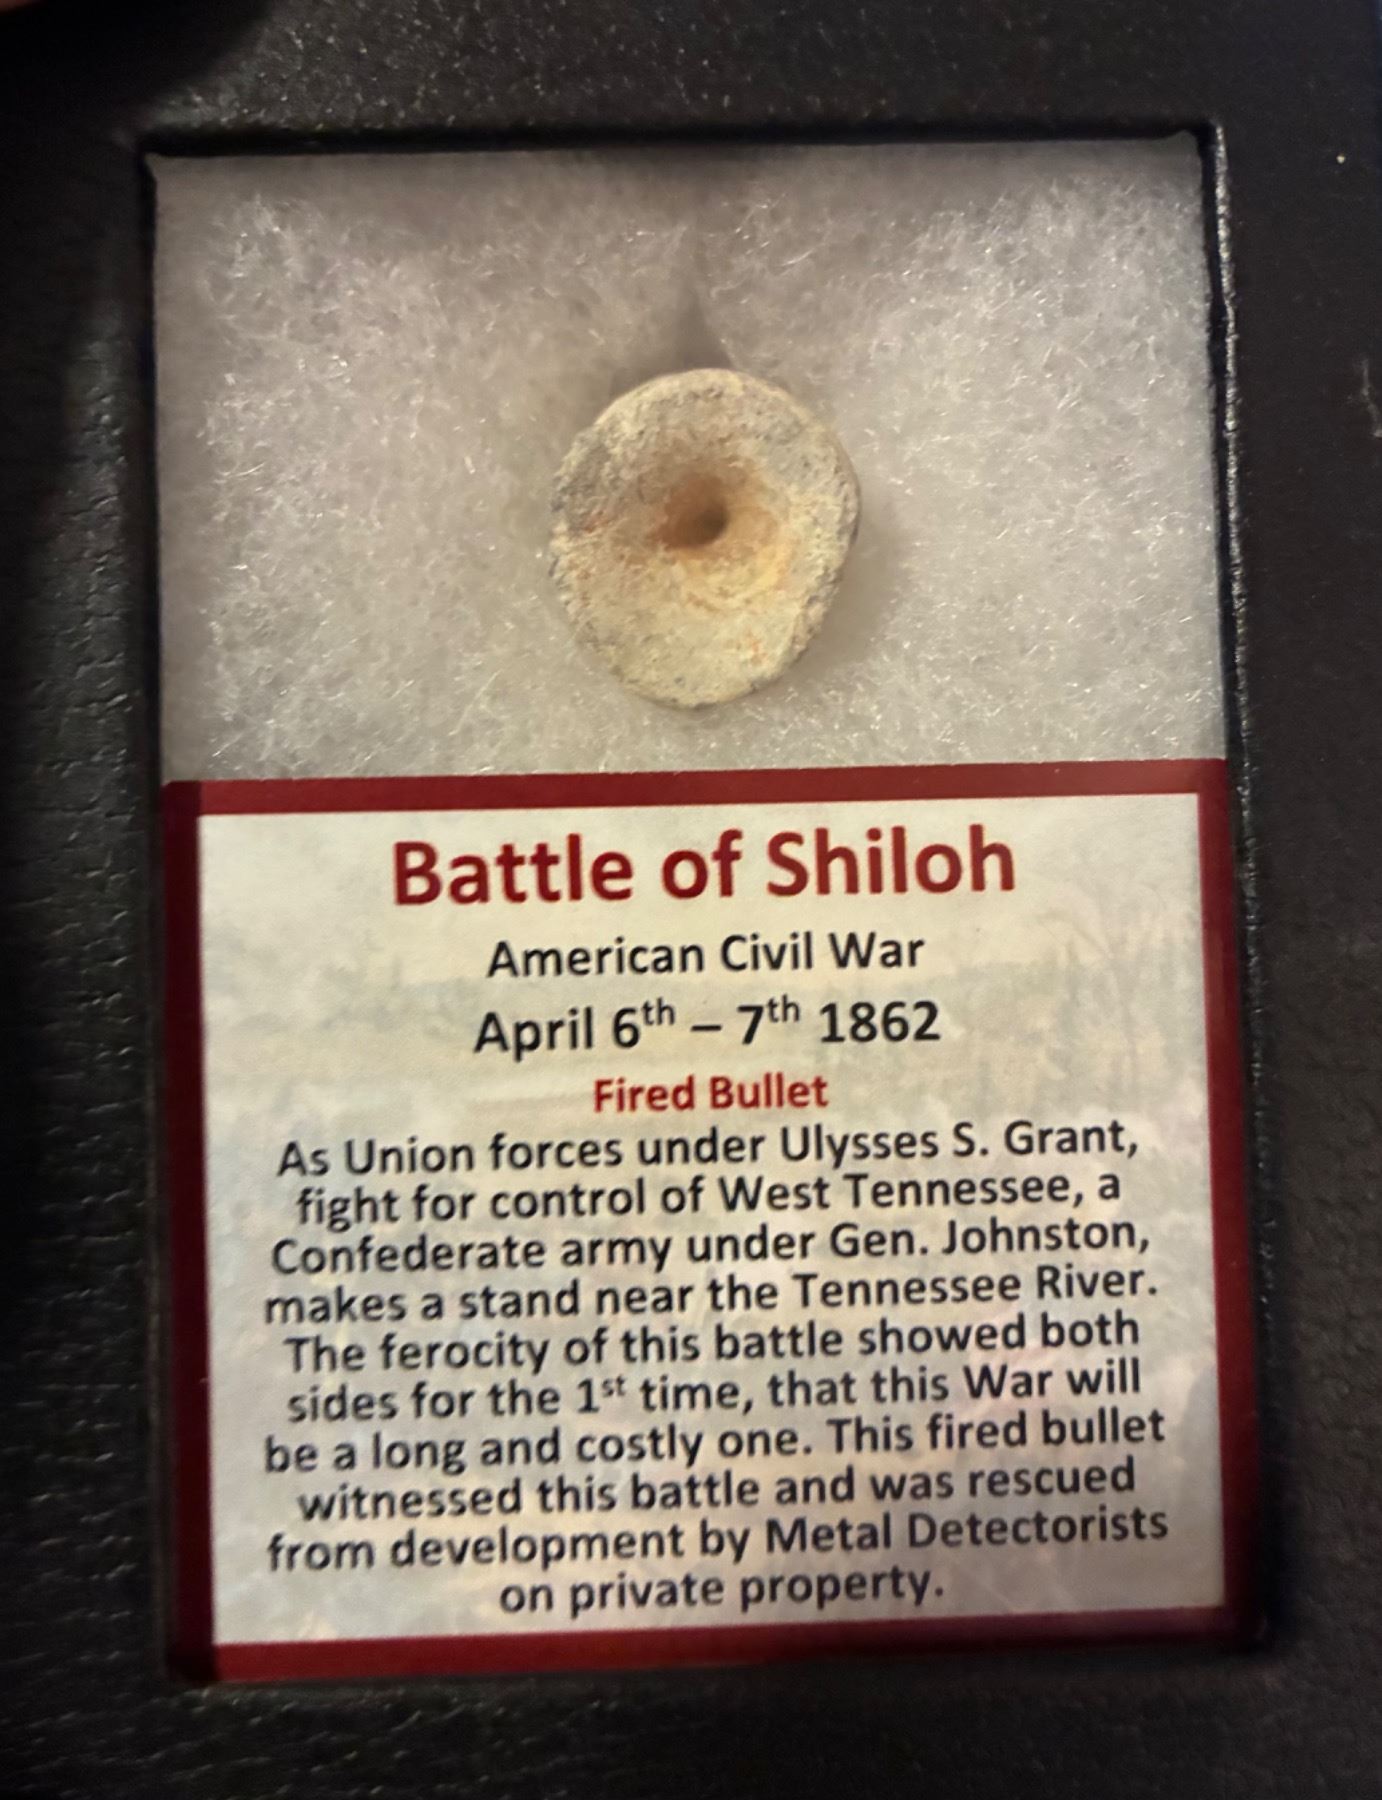 Battle of Shiloh
American Civil War
April 6th – 7th 1862
Fired Bullet
As Union forces under Ulysses S. Grant,
fight for control of West Tennessee, a
Confederate army under Gen. Johnston,
makes a stand near the Tennessee River.
The ferocity of this battle showed both
sides for the 1st time, that this War will
be a long and costly one. This fired bullet
witnessed this battle and was rescued
from development by Metal Detectorists
on private property.